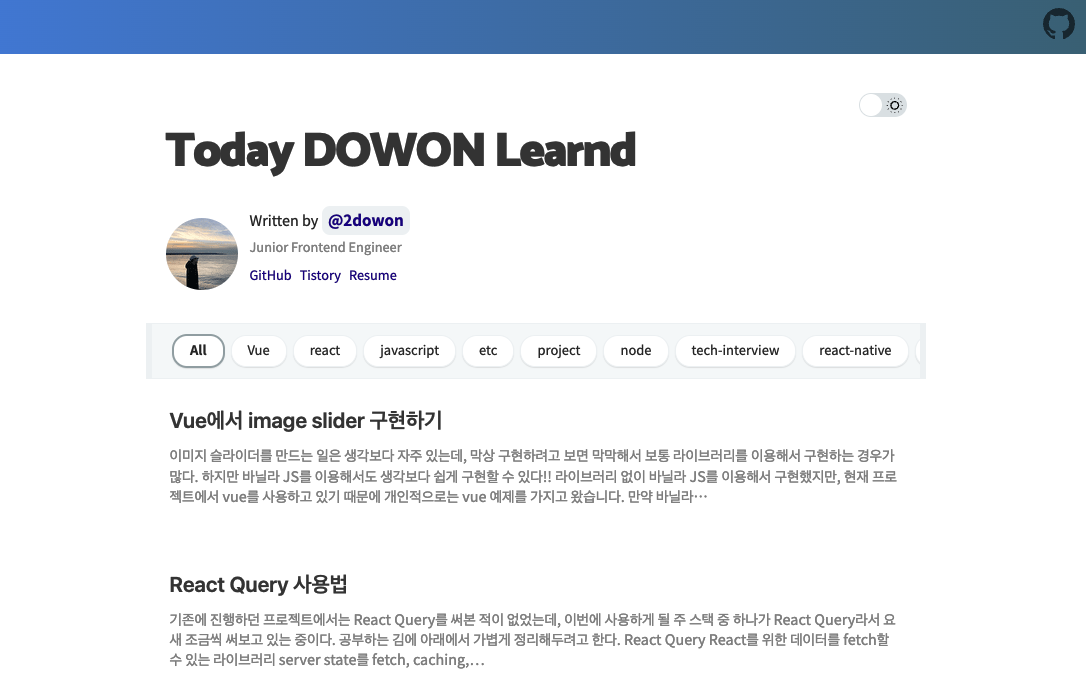 Today DOWON Learnd
Written by @2dowon
Junior Frontend Engineer
GitHub Tistory Resume
All Vue react javascript etc project node tech-interview react-native
Vue에서 image slider 구현하기
이미지 슬라이더를 만드는 일은 생각보다 자주 있는데, 막상 구현하려고 보면 막막해서 보통 라이브러리를 이용해서 구현하는 경우가
많다. 하지만 바닐라 JS를 이용해서도 생각보다 쉽게 구현할 수 있다!! 라이브러리 없이 바닐라 JS를 이용해서 구현했지만, 현재 프로
젝트에서 vue를 사용하고 있기 때문에 개인적으로는 vue 예제를 가지고 왔습니다. 만약 바닐라…
React Query 사용법
기존에 진행하던 프로젝트에서는 React Query를 써본 적이 없었는데, 이번에 사용하게 될 주 스택 중 하나가 React Query라서 요
새 조금씩 써보고 있는 중이다. 공부하는 김에 아래에서 가볍게 정리해두려고 한다. React Query React를 위한 데이터를 fetch할
수 있는 라이브러리 server state를 fetch, caching,…